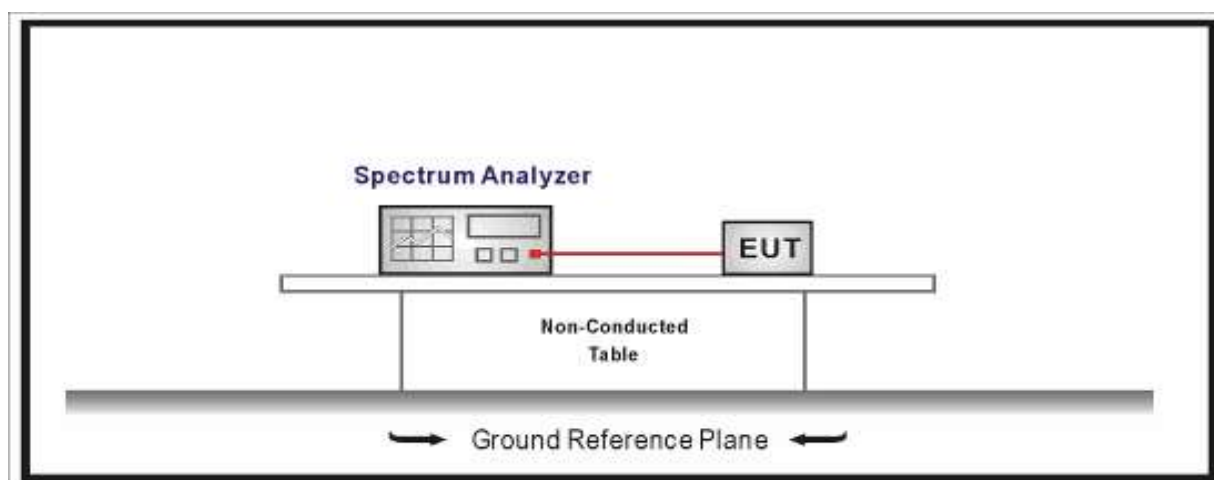 Spectrum Analyzer
EUT
Non-Conducted
Table
Ground Reference Plane